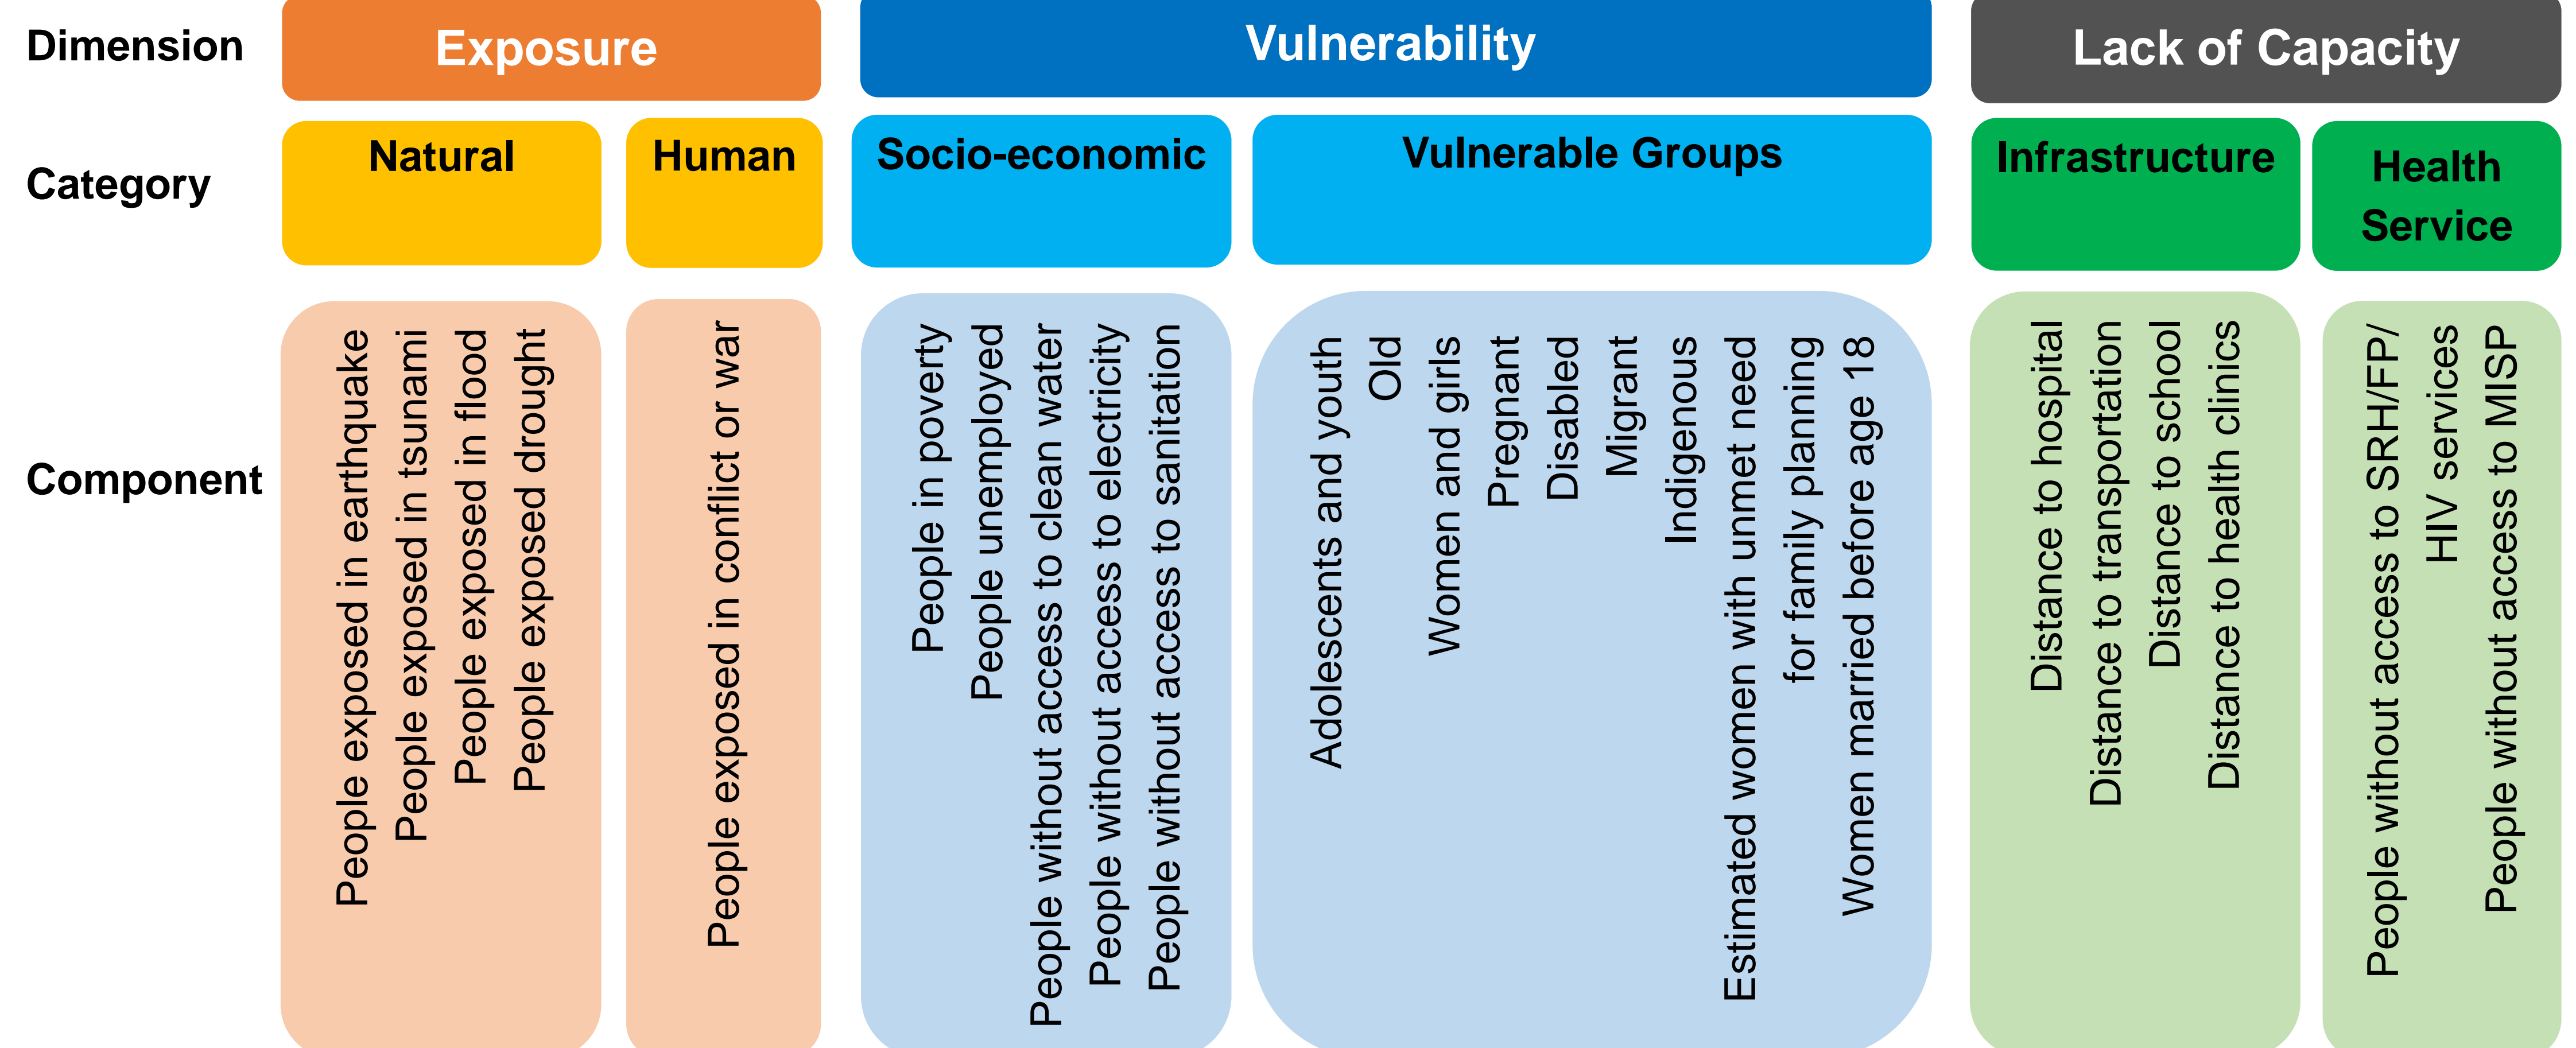 Dimension
Exposure
Vulnerability
Lack of Capacity
Category
Natural
Human
Socio-economic
Vulnerable Groups
Infrastructure
Health
Service
Component
People exposed in earthquake
People exposed in tsunami
People exposed in flood
People exposed drought
People exposed in conflict or war
People in poverty
People unemployed
People without access to clean water
People without access to electricity
People without access to sanitation
Adolescents and youth
Old
Women and girls
Pregnant
Disabled
Migrant
Indigenous
Estimated women with unmet need
for family planning
Women married before age 18
Distance to hospital
Distance to transportation
Distance to school
Distance to health clinics
People without access to SRH/FP/
HIV services
People without access to MISP